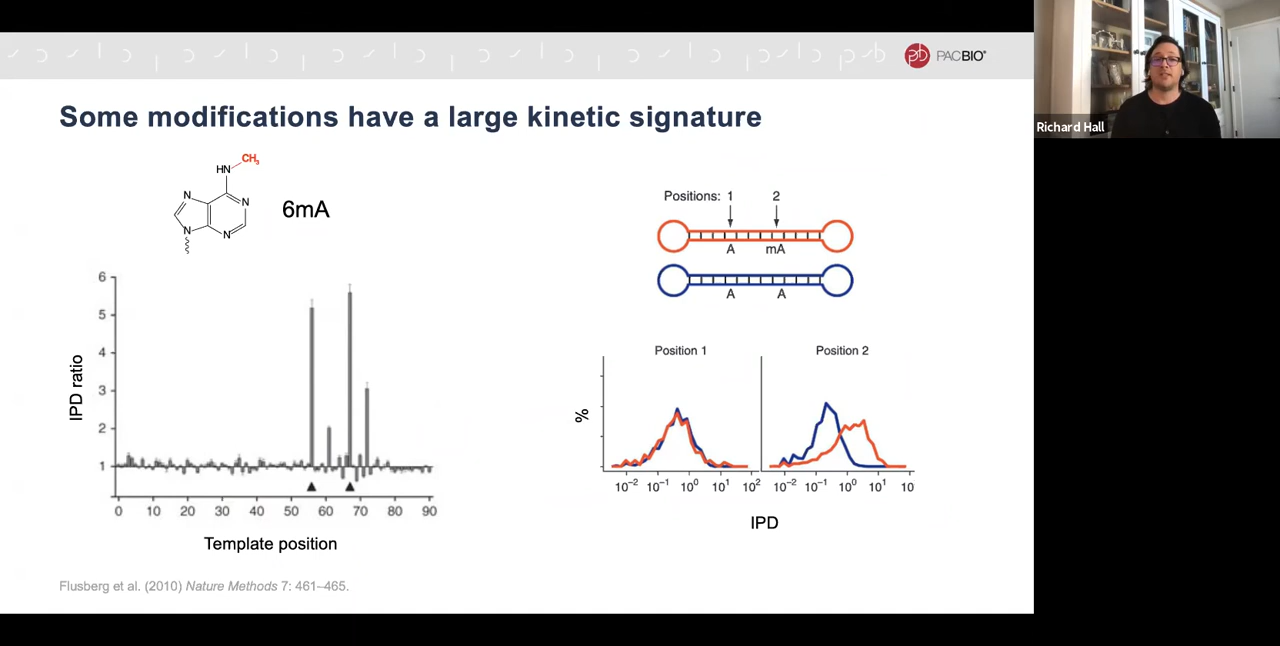 PACBIO®
Richard Hall
Some modifications have a large kinetic signature
CH3
HN
N
N
N
N
6mA
Positions: 1 2
A mA
A A
6
5
4
3
2
1
IPD ratio
0 10 20 30 40 50 60 70 80 90
Template position
Position 1
Position 2
%
10⁻² 10⁻¹ 10⁰ 10¹ 10²
10⁻² 10⁻¹ 10⁰ 10¹ 10
IPD
Flusberg et al. (2010) Nature Methods 7: 461–465.